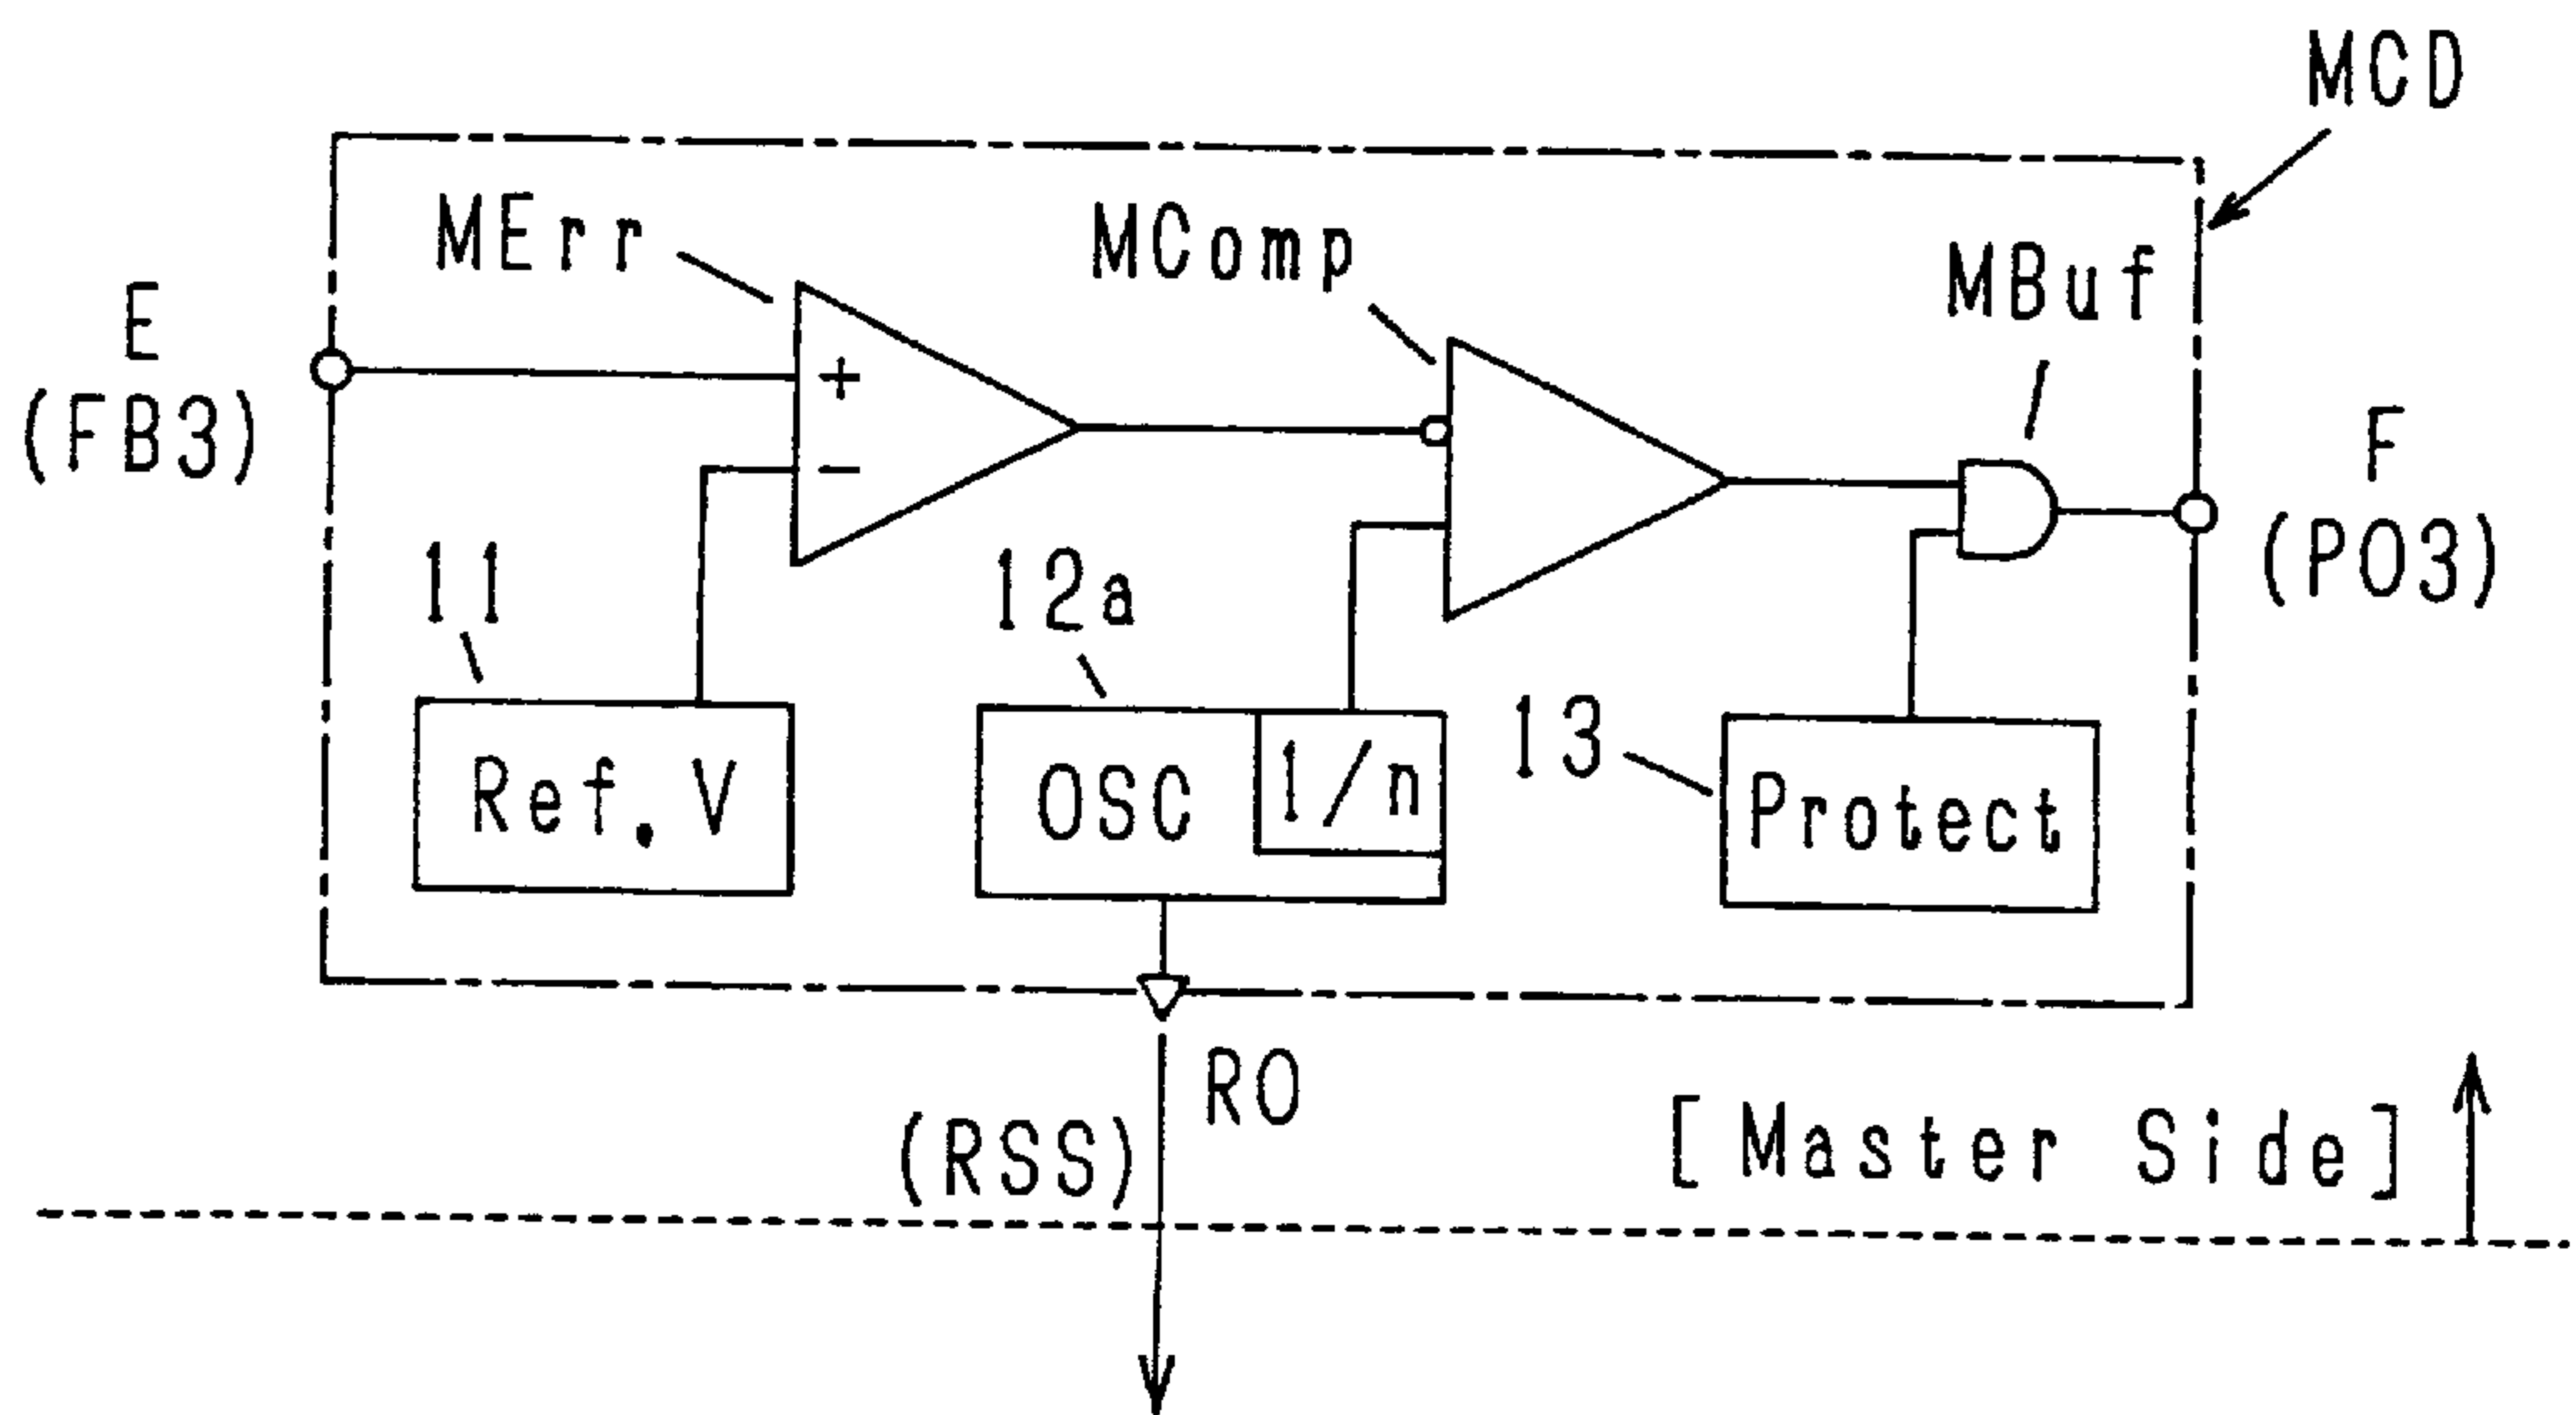 MCD
MErr
MComp
MBuf
E
(FB3)
+
−
F
(PO3)
11
12a
13
Ref.V
OSC
1/n
Protect
RO
(RSS)
[Master Side]